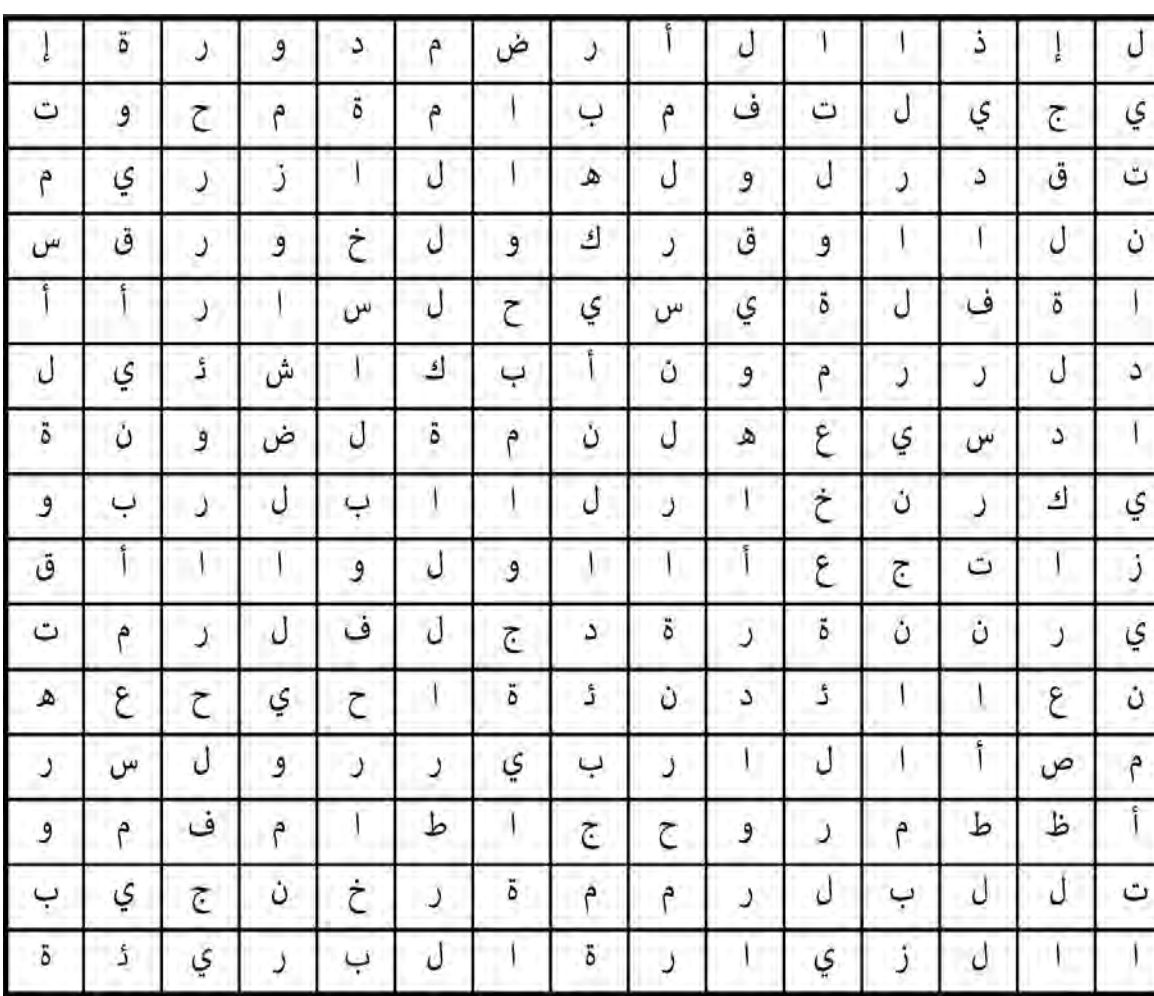 ل إ ذ ا ا ل أ ر ض م د و ر ة إ
ي ج ي ل ت ف م ب ا م ة م ح و ت
ت ق د ر ل و ل ه ا ل ا ز ر ي م
ن ل ا ا و ق ر ك و ل خ و ر ق س
ا ة ف ل ة ي س ي ح ل س ا ر أ أ
د ل ر ر م و ن أ ب ك ا ش ئ ي ل
ا د س ي ع ه ل ن م ة ل ض و ن ة
ي ك ر ن خ ا ر ل ا ا ب ل ر ب و
ز ا ت ج ع أ ا ا و ل و ا ا أ ق
ي ر ن ن ة ر ة د ج ل ف ل ر م ت
ن ع ا ا ئ د ن ئ ة ا ح ي ح ع ه
م ص أ ا ل ا ر ب ي ر ر و ل س ر
أ ظ ط م ر و ح ج ا ط ا م ف م و
ت ل ل ب ل ر م م ة ر خ ن ج ي ب
ا ا ل ز ي ا ر ة ا ل ب ر ي ئ ة